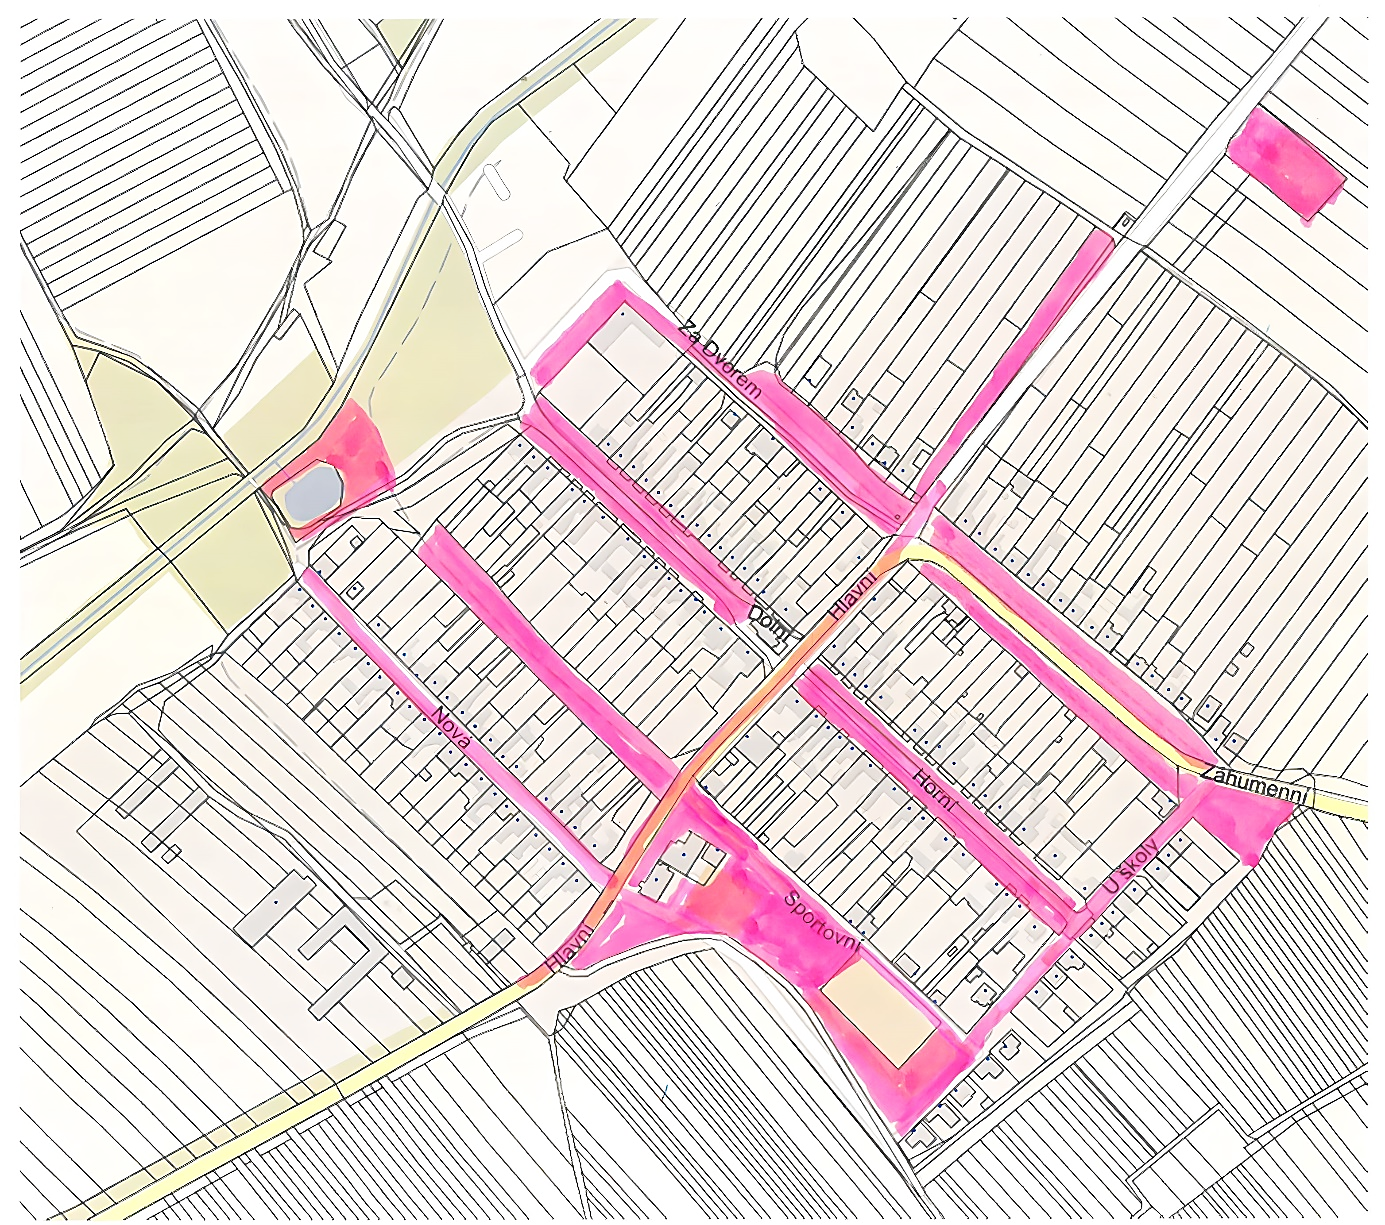 Za Dvorem
Hlavní
Dolní
Nová
Horní
Zahumenní
U školy
Sportovní
Hlavní